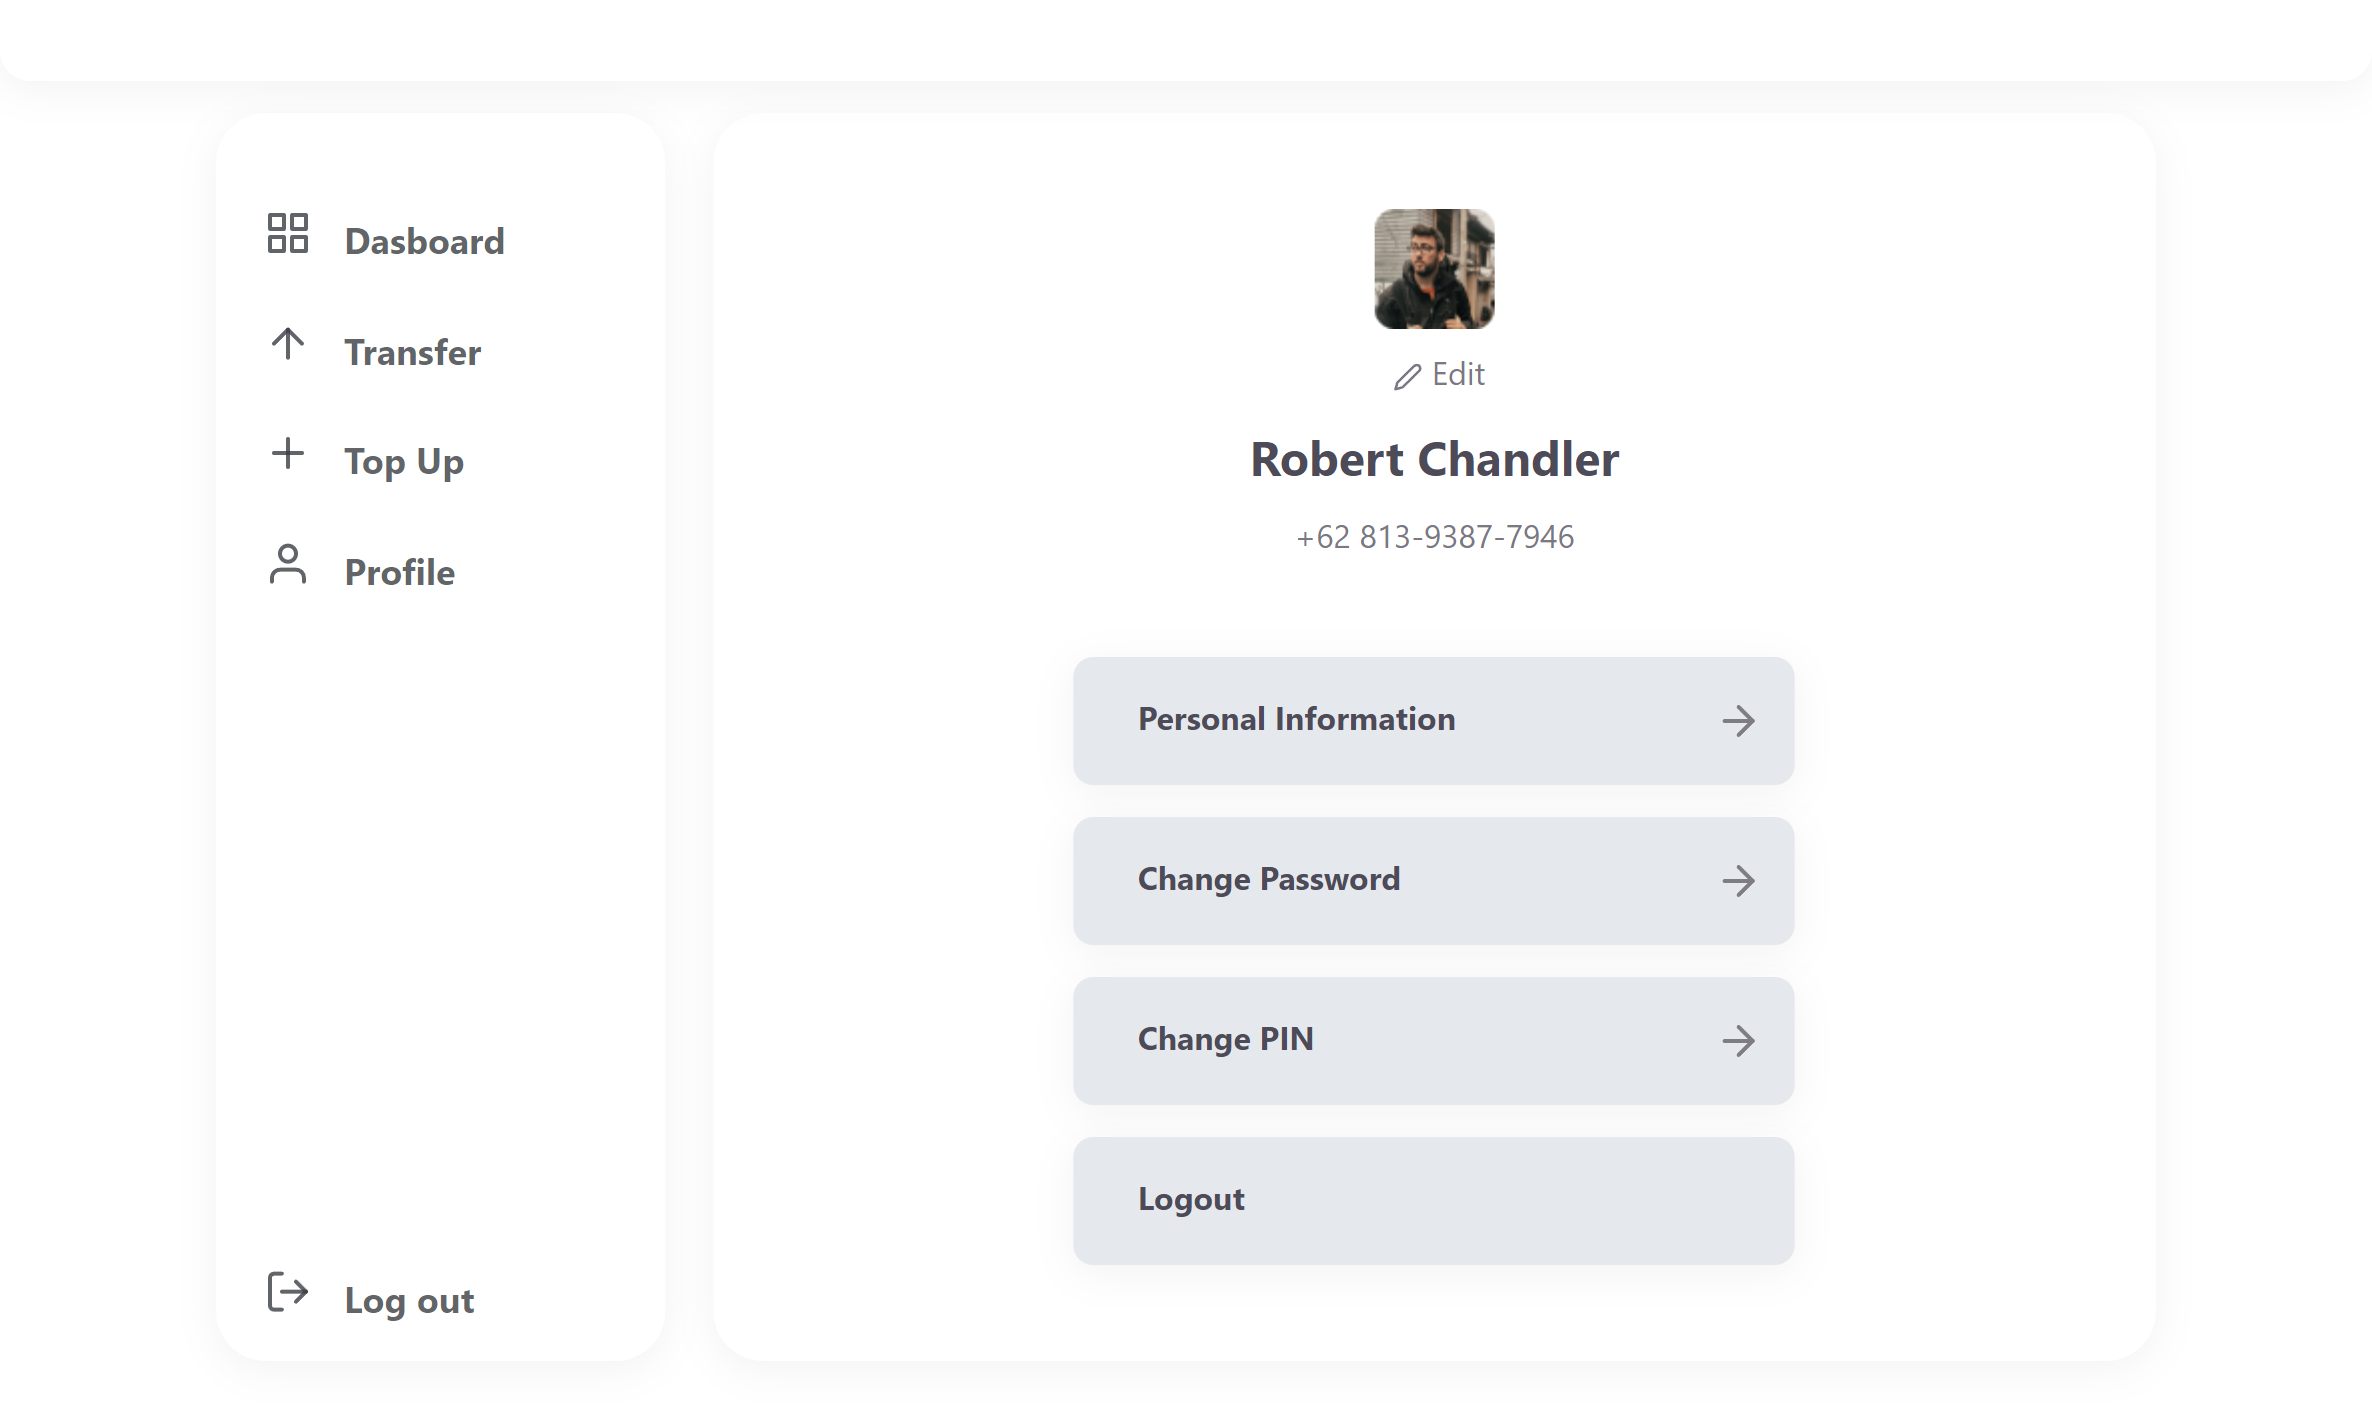 Dasboard
Transfer
Top Up
Profile
Log out
Edit
Robert Chandler
+62 813-9387-7946
Personal Information
Change Password
Change PIN
Logout